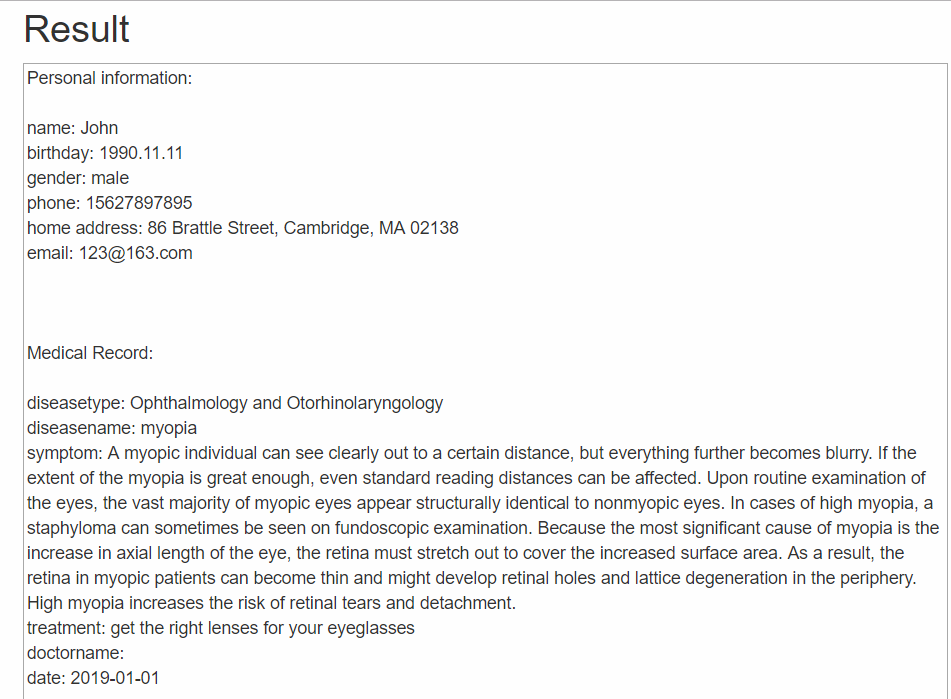 Result
Personal information:
name: John
birthday: 1990.11.11
gender: male
phone: 15627897895
home address: 86 Brattle Street, Cambridge, MA 02138
email: 123@163.com
Medical Record:
diseasetype: Ophthalmology and Otorhinolaryngology
diseasename: myopia
symptom: A myopic individual can see clearly out to a certain distance, but everything further becomes blurry. If the
extent of the myopia is great enough, even standard reading distances can be affected. Upon routine examination of
the eyes, the vast majority of myopic eyes appear structurally identical to nonmyopic eyes. In cases of high myopia, a
staphyloma can sometimes be seen on fundoscopic examination. Because the most significant cause of myopia is the
increase in axial length of the eye, the retina must stretch out to cover the increased surface area. As a result, the
retina in myopic patients can become thin and might develop retinal holes and lattice degeneration in the periphery.
High myopia increases the risk of retinal tears and detachment.
treatment: get the right lenses for your eyeglasses
doctorname:
date: 2019-01-01